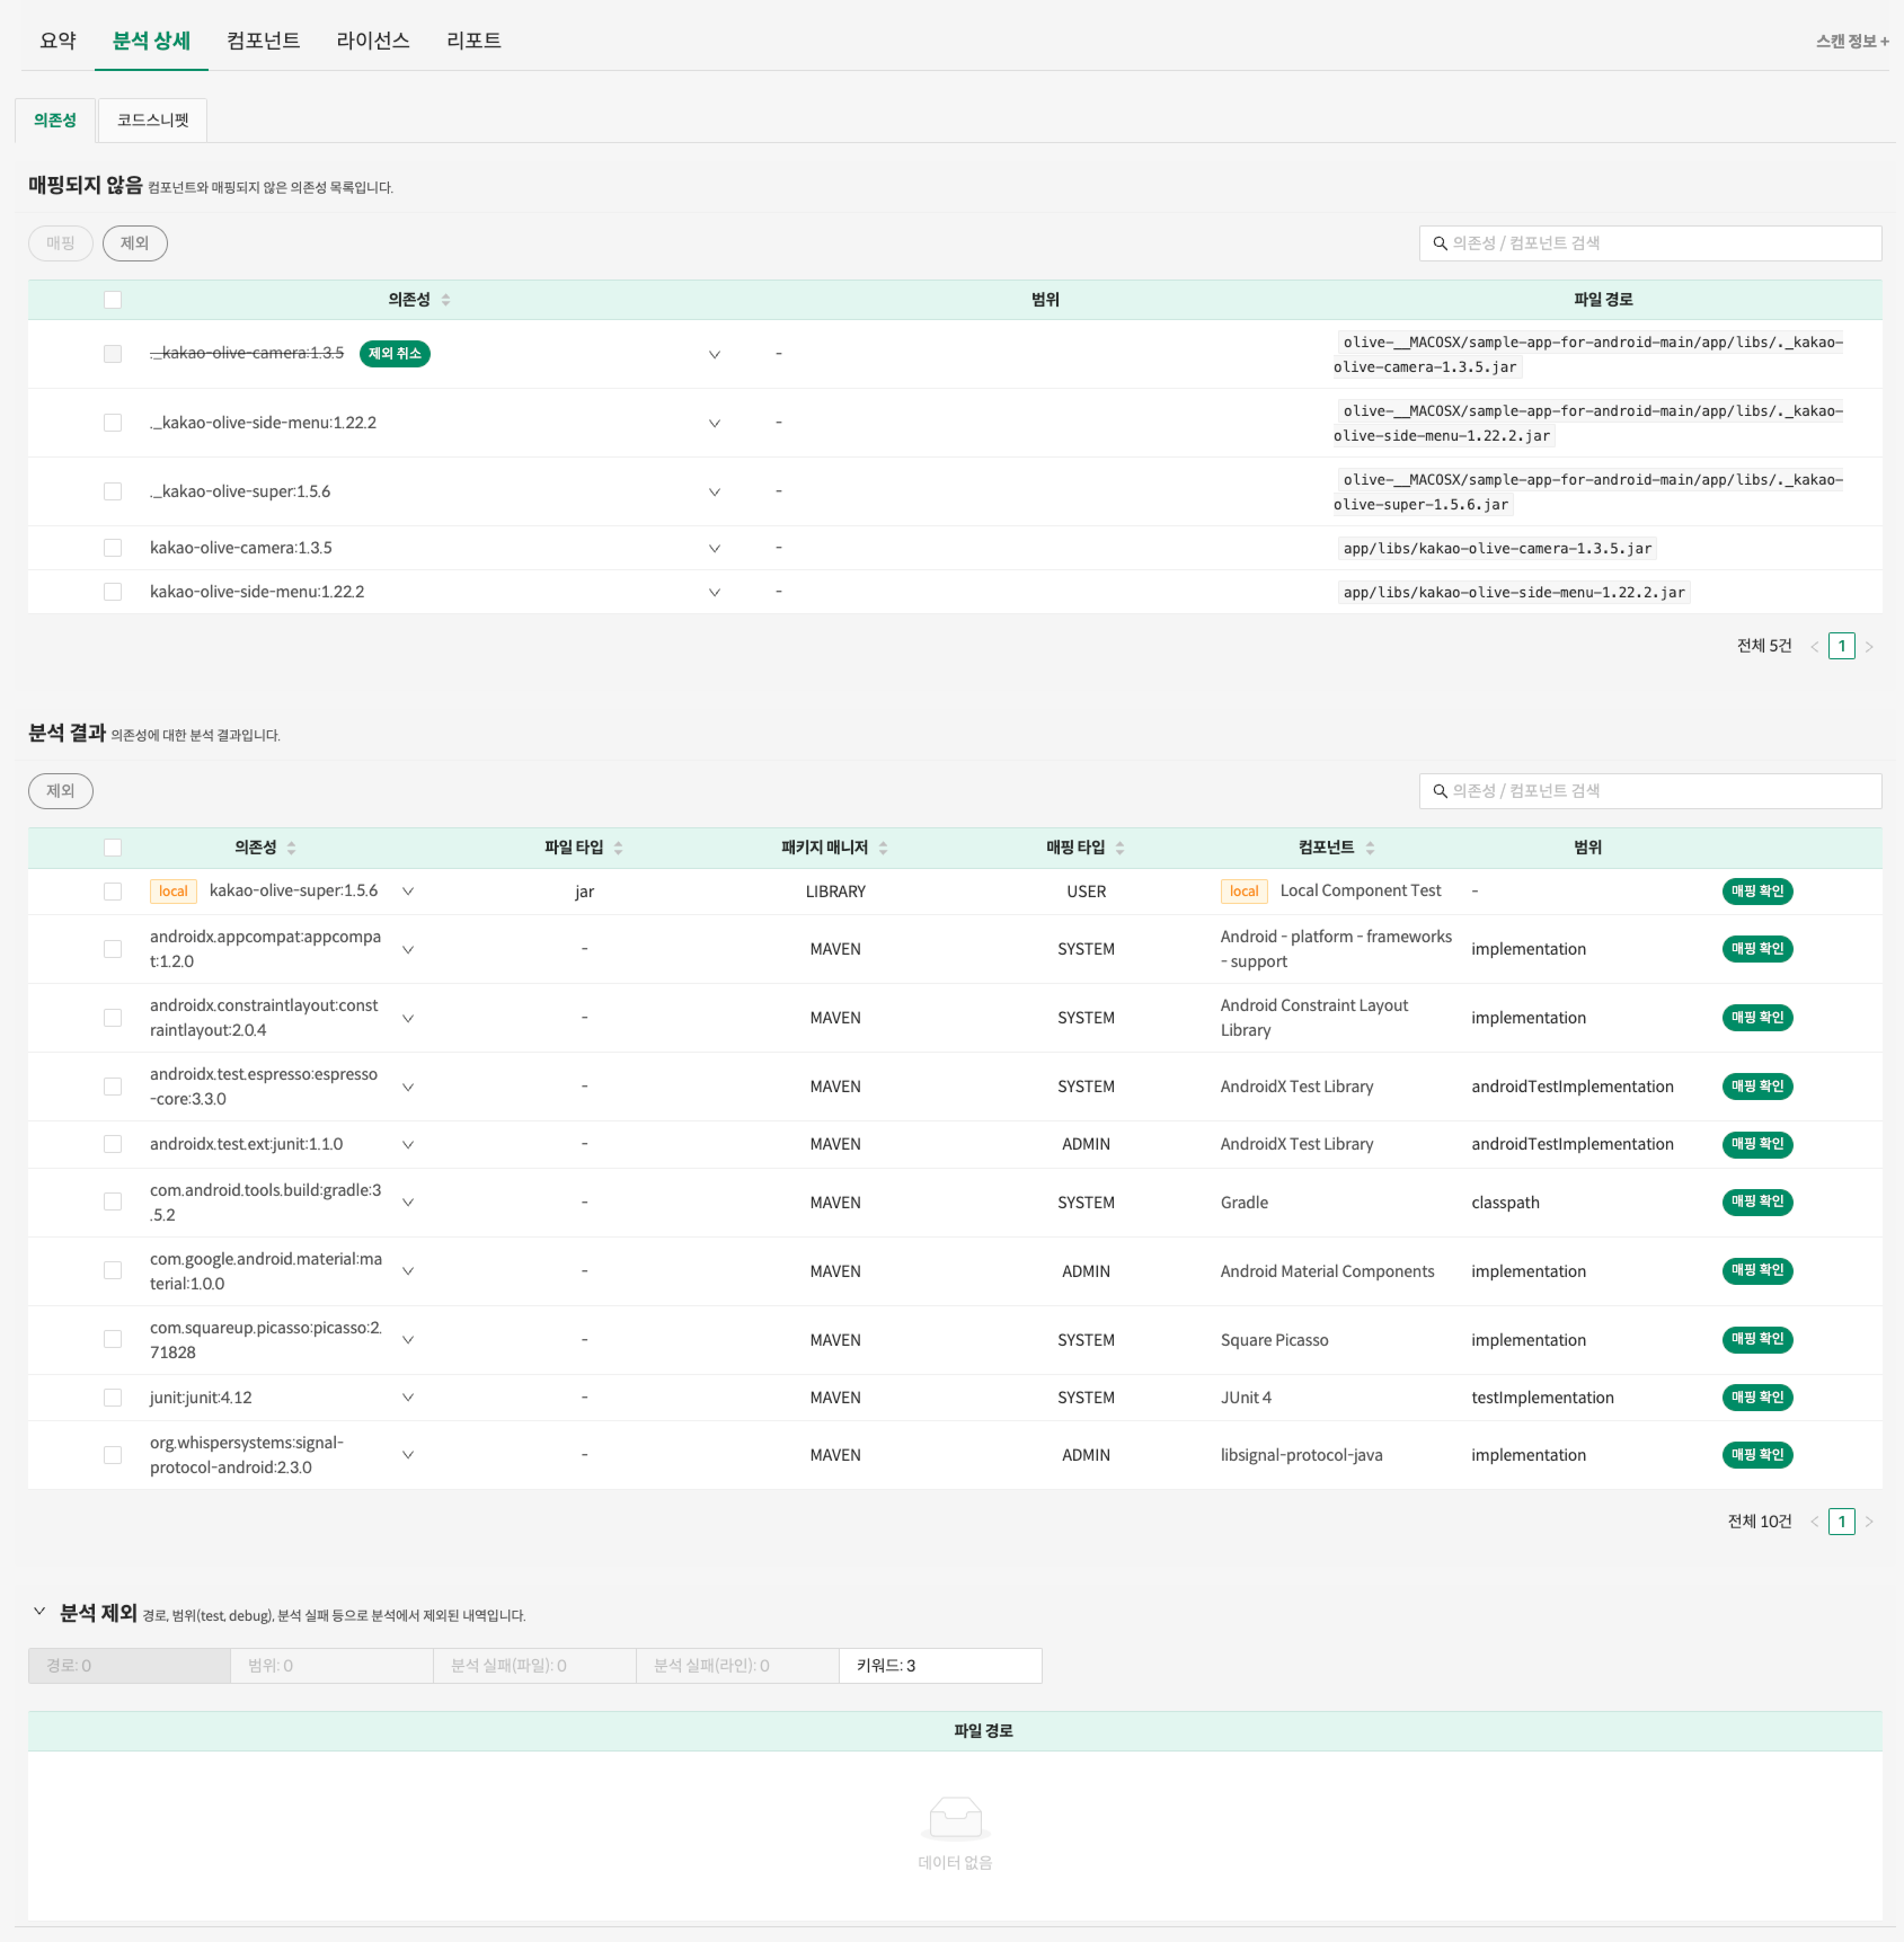 요약 분석 상세 컴포넌트 라이선스 리포트 스캔 정보 +
의존성 코드스니펫
매핑되지 않음 컴포넌트와 매핑되지 않은 의존성 목록입니다.
매핑 제외 의존성 / 컴포넌트 검색
의존성 범위 파일 경로
._kakao-olive-camera:1.3.5 제외 취소 - olive-__MACOSX/sample-app-for-android-main/app/libs/._kakao-
olive-camera-1.3.5.jar
._kakao-olive-side-menu:1.22.2 - olive-__MACOSX/sample-app-for-android-main/app/libs/._kakao-
olive-side-menu-1.22.2.jar
._kakao-olive-super:1.5.6 - olive-__MACOSX/sample-app-for-android-main/app/libs/._kakao-
olive-super-1.5.6.jar
kakao-olive-camera:1.3.5 - app/libs/kakao-olive-camera-1.3.5.jar
kakao-olive-side-menu:1.22.2 - app/libs/kakao-olive-side-menu-1.22.2.jar
전체 5건 < 1 >
분석 결과 의존성에 대한 분석 결과입니다.
제외 의존성 / 컴포넌트 검색
의존성 파일 타입 패키지 매니저 매핑 타입 컴포넌트 범위
local kakao-olive-super:1.5.6 jar LIBRARY USER local Local Component Test - 매핑 확인
androidx.appcompat:appcompa
t:1.2.0 - MAVEN SYSTEM Android - platform - frameworks
- support implementation 매핑 확인
androidx.constraintlayout:const
raintlayout:2.0.4 - MAVEN SYSTEM Android Constraint Layout
Library implementation 매핑 확인
androidx.test.espresso:espresso
-core:3.3.0 - MAVEN SYSTEM AndroidX Test Library androidTestImplementation 매핑 확인
androidx.test.ext:junit:1.1.0 - MAVEN ADMIN AndroidX Test Library androidTestImplementation 매핑 확인
com.android.tools.build:gradle:3
.5.2 - MAVEN SYSTEM Gradle classpath 매핑 확인
com.google.android.material:ma
terial:1.0.0 - MAVEN ADMIN Android Material Components implementation 매핑 확인
com.squareup.picasso:picasso:2.
71828 - MAVEN SYSTEM Square Picasso implementation 매핑 확인
junit:junit:4.12 - MAVEN SYSTEM JUnit 4 testImplementation 매핑 확인
org.whispersystems:signal-
protocol-android:2.3.0 - MAVEN ADMIN libsignal-protocol-java implementation 매핑 확인
전체 10건 < 1 >
분석 제외 경로, 범위(test, debug), 분석 실패 등으로 분석에서 제외된 내역입니다.
경로: 0 범위: 0 분석 실패(파일): 0 분석 실패(라인): 0 키워드: 3
파일 경로
데이터 없음